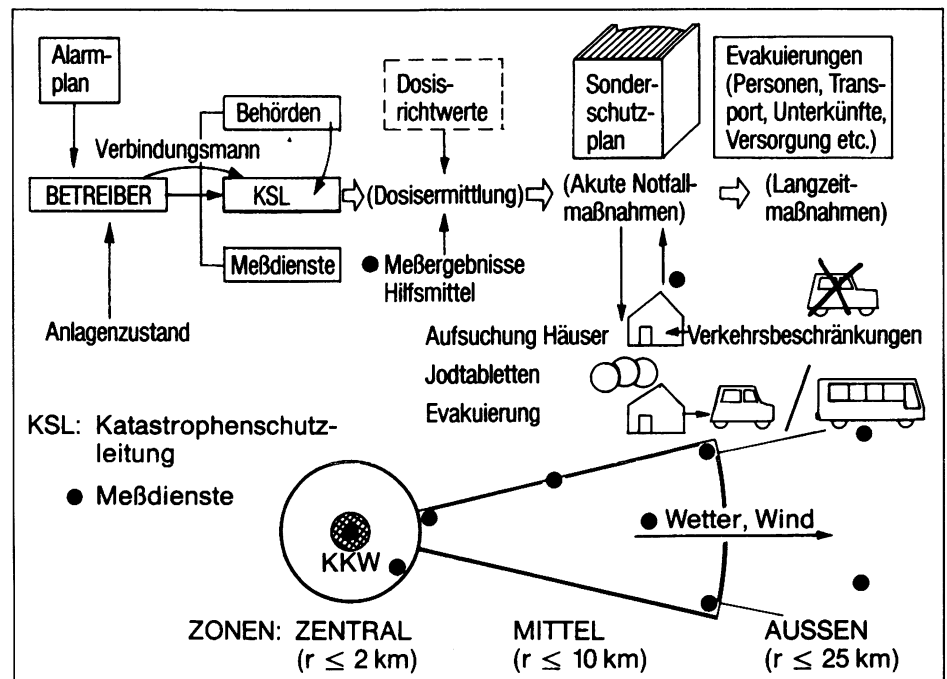 Alarm-
plan
Behörden
Verbindungsmann
BETREIBER
KSL
Meßdienste
Anlagenzustand
Dosis-
richtwerte
(Dosisermittlung)
Meßergebnisse
Hilfsmittel
Sonder-
schutz-
plan
(Akute Notfall-
maßnahmen)
Evakuierungen
(Personen, Trans-
port, Unterkünfte,
Versorgung etc.)
(Langzeit-
maßnahmen)
Aufsuchung Häuser
Verkehrsbeschränkungen
Jodtabletten
Evakuierung
KSL: Katastrophenschutz-
leitung
Meßdienste
KKW
Wetter, Wind
ZONEN: ZENTRAL MITTEL AUSSEN
(r ≤ 2 km) (r ≤ 10 km) (r ≤ 25 km)